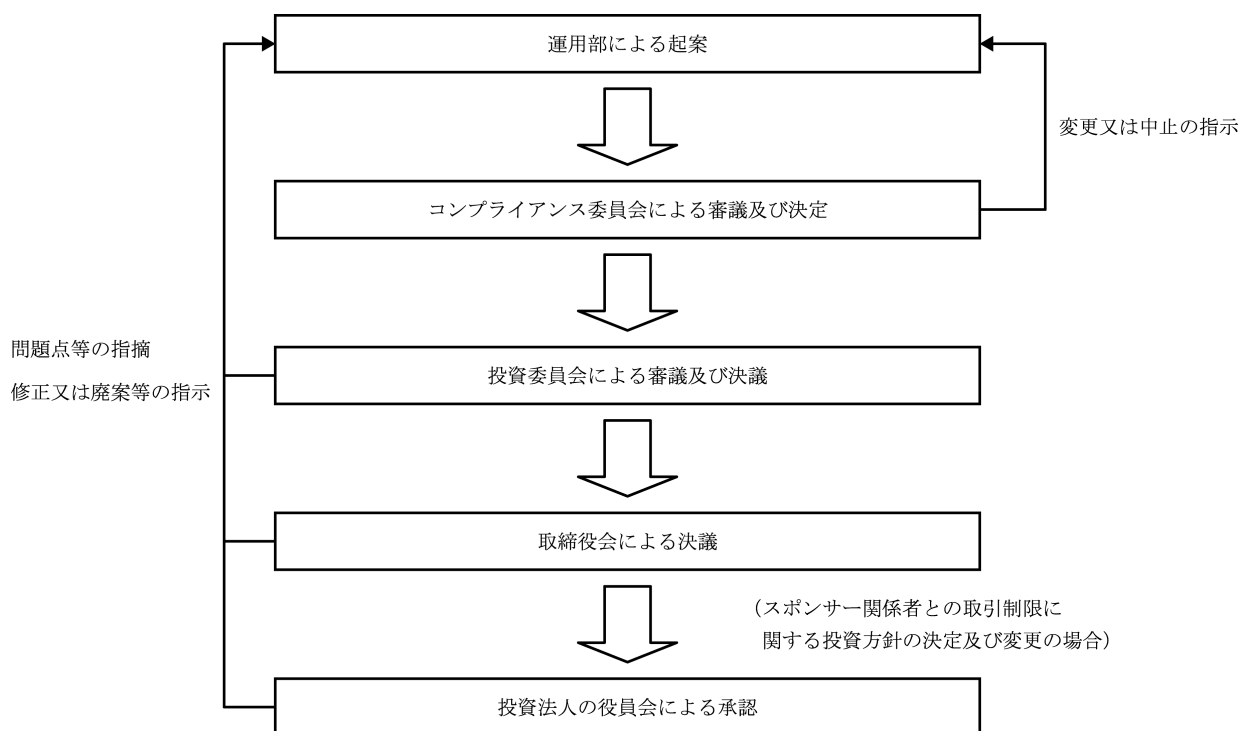 運用部による起案
変更又は中止の指示
コンプライアンス委員会による審議及び決定
問題点等の指摘
修正又は廃案等の指示
投資委員会による審議及び決議
取締役会による決議
（スポンサー関係者との取引制限に
関する投資方針の決定及び変更の場合）
投資法人の役員会による承認